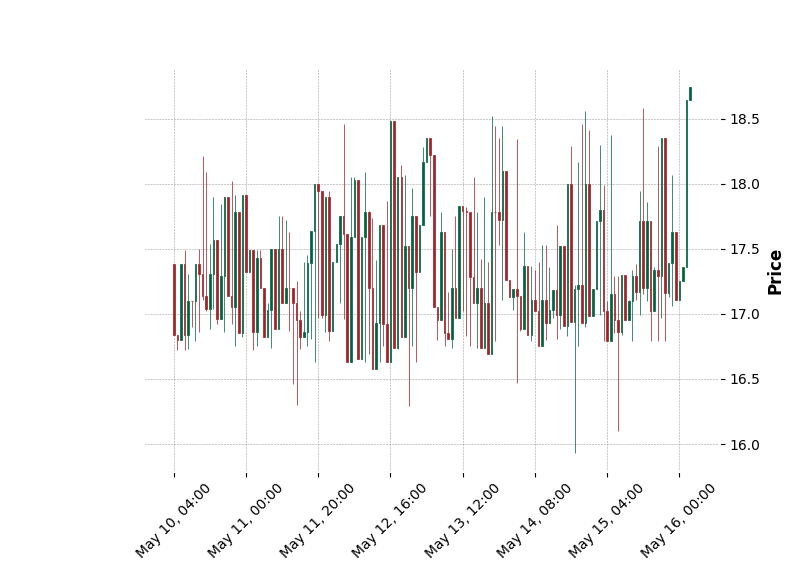 18.5
18.0
17.5
17.0
16.5
16.0
Price
May 10, 04:00
May 11, 00:00
May 11, 20:00
May 12, 16:00
May 13, 12:00
May 14, 08:00
May 15, 04:00
May 16, 00:00